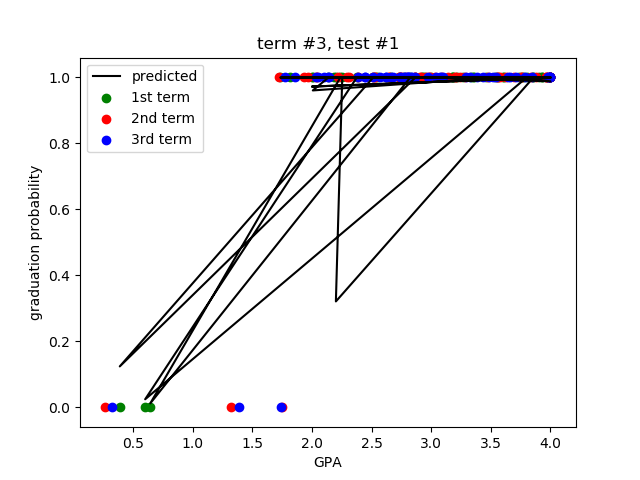 term #3, test #1
predicted
1st term
2nd term
3rd term
graduation probability
1.0
0.8
0.6
0.4
0.2
0.0
0.5 1.0 1.5 2.0 2.5 3.0 3.5 4.0
GPA